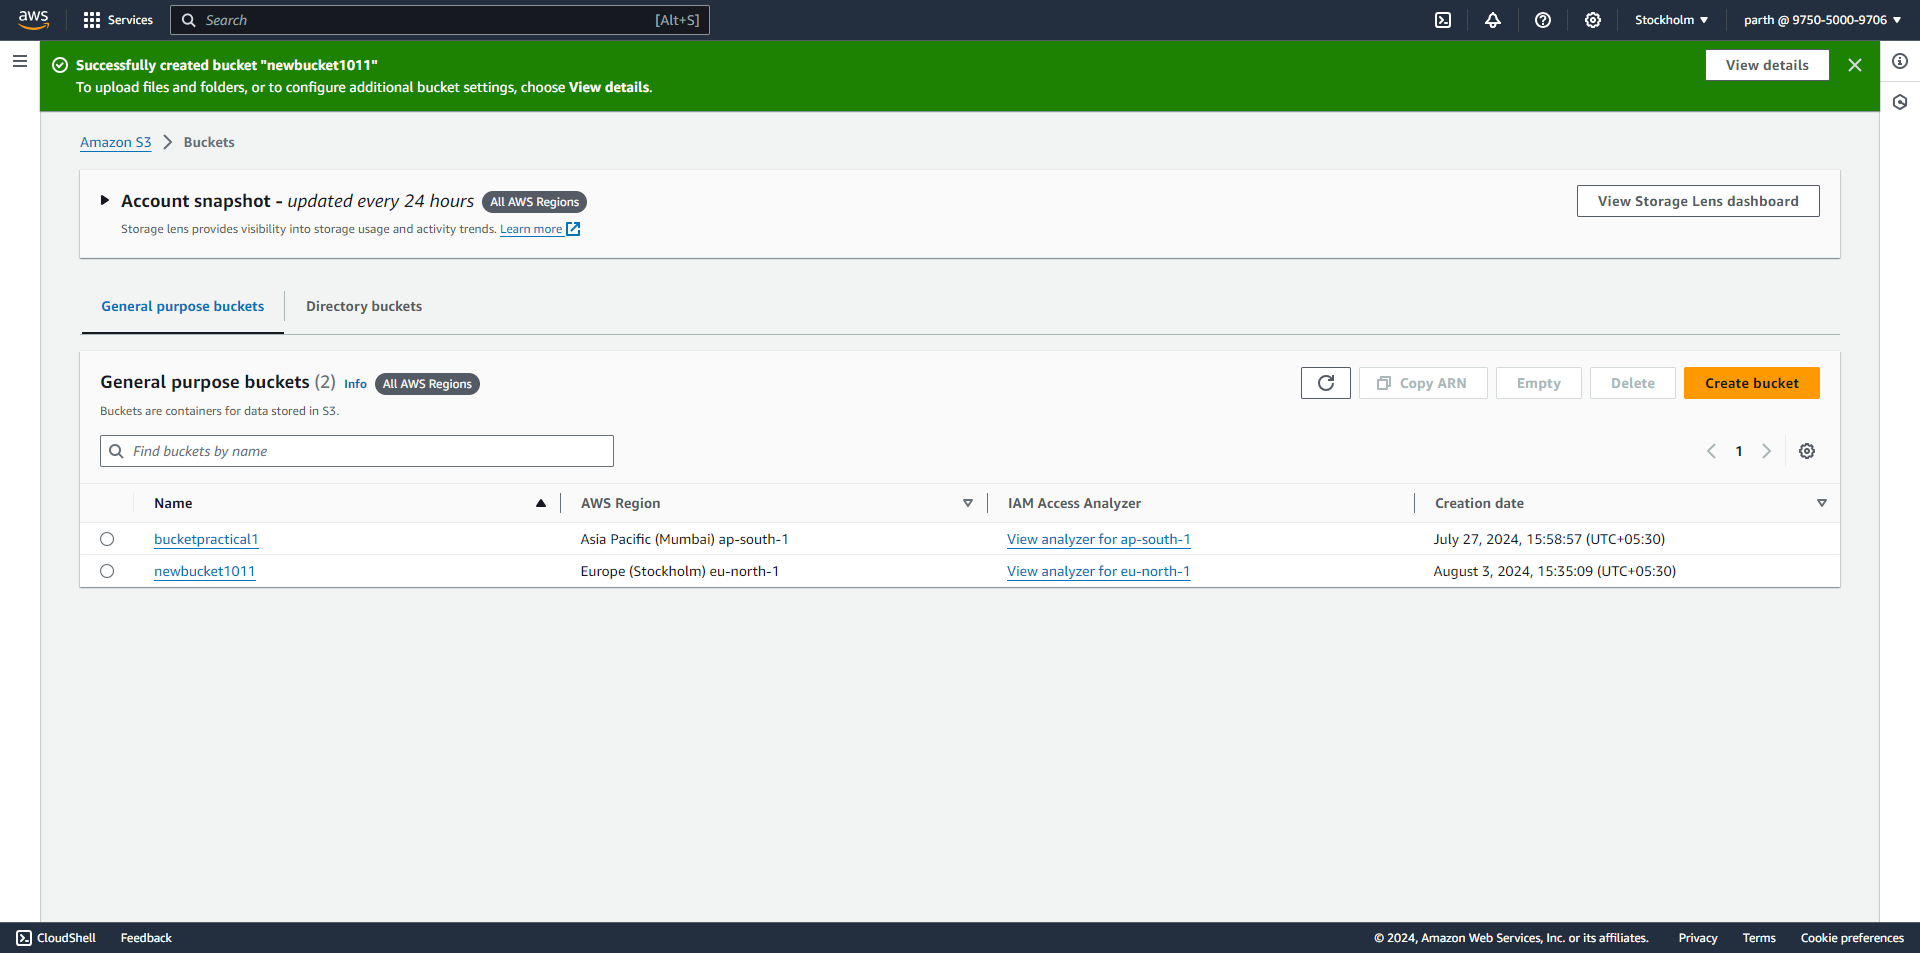 aws
Services
Search [Alt+S]
Stockholm
parth @ 9750-5000-9706
Successfully created bucket "newbucket1011"
To upload files and folders, or to configure additional bucket settings, choose View details.
View details
Amazon S3 > Buckets
Account snapshot - updated every 24 hours All AWS Regions
Storage lens provides visibility into storage usage and activity trends. Learn more
View Storage Lens dashboard
General purpose buckets
Directory buckets
General purpose buckets (2) Info All AWS Regions
Buckets are containers for data stored in S3.
Copy ARN
Empty
Delete
Create bucket
Find buckets by name
1
Name AWS Region IAM Access Analyzer Creation date
bucketpractical1 Asia Pacific (Mumbai) ap-south-1 View analyzer for ap-south-1 July 27, 2024, 15:58:57 (UTC+05:30)
newbucket1011 Europe (Stockholm) eu-north-1 View analyzer for eu-north-1 August 3, 2024, 15:35:09 (UTC+05:30)
CloudShell Feedback © 2024, Amazon Web Services, Inc. or its affiliates. Privacy Terms Cookie preferences